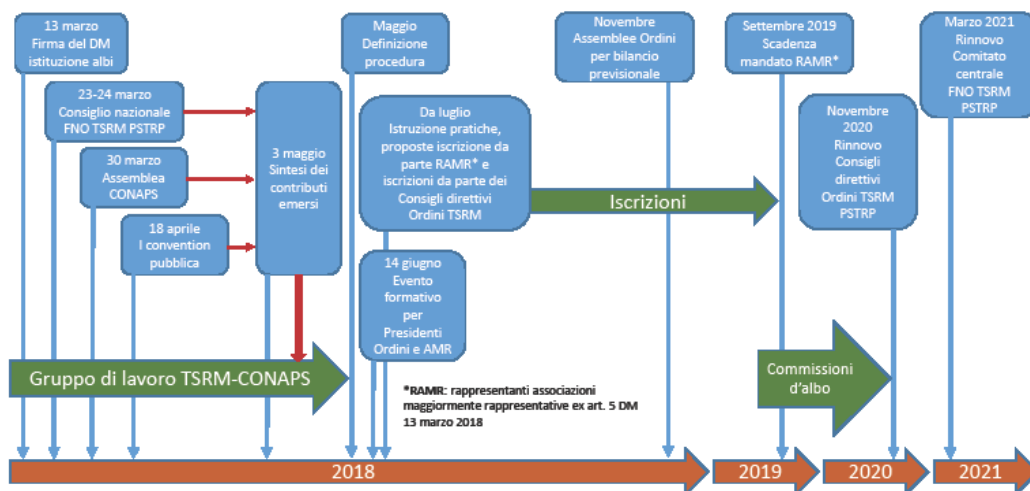 13 marzo
Firma del DM
istituzione albi
23-24 marzo
Consiglio nazionale
FNO TSRM PSTRP
30 marzo
Assemblea
CONAPS
18 aprile
I convention
pubblica
3 maggio
Sintesi dei
contributi
emersi
Maggio
Definizione
procedura
Da luglio
Istruzione pratiche,
proposte iscrizione da
parte RAMR* e
iscrizioni da parte dei
Consigli direttivi
Ordini TSRM
14 giugno
Evento
formativo
per
Presidenti
Ordini e AMR
Novembre
Assemblee Ordini
per bilancio
previsionale
Settembre 2019
Scadenza
mandato RAMR*
Novembre
2020
Rinnovo
Consigli
direttivi
Ordini TSRM
PSTRP
Marzo 2021
Rinnovo
Comitato
centrale
FNO TSRM
PSTRP
Iscrizioni
Gruppo di lavoro TSRM-CONAPS
Commissioni
d'albo
*RAMR: rappresentanti associazioni
maggiormente rappresentative ex art. 5 DM
13 marzo 2018
2018
2019
2020
2021